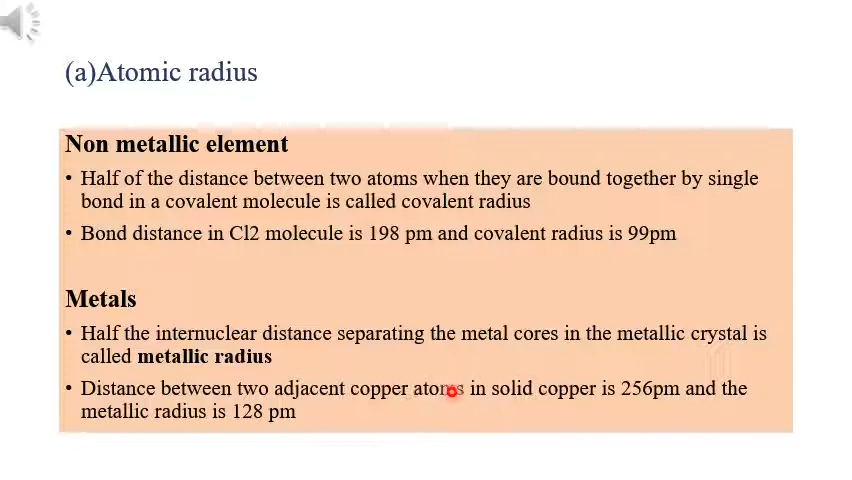 (a)Atomic radius
Non metallic element
• Half of the distance between two atoms when they are bound together by single
bond in a covalent molecule is called covalent radius
• Bond distance in Cl2 molecule is 198 pm and covalent radius is 99pm
Metals
• Half the internuclear distance separating the metal cores in the metallic crystal is
called metallic radius
• Distance between two adjacent copper atoms in solid copper is 256pm and the
metallic radius is 128 pm